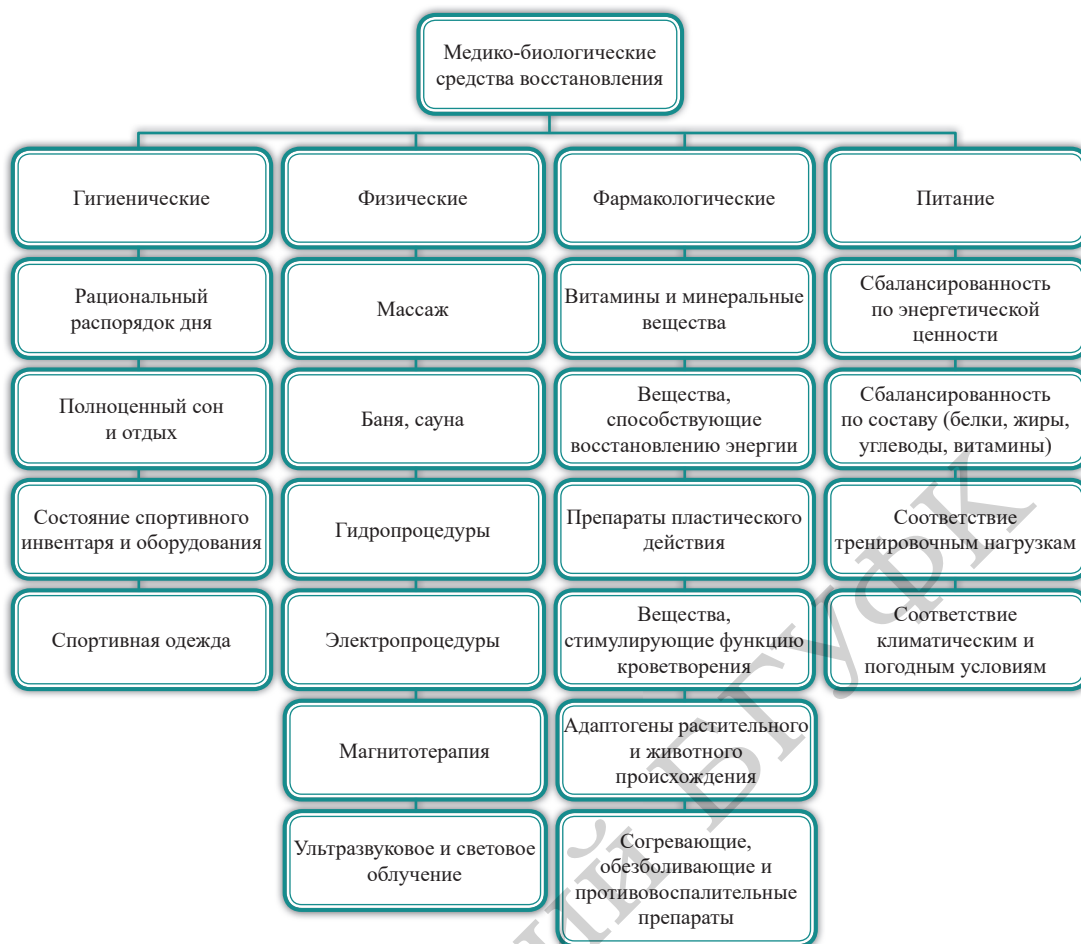 Медико-биологические
средства восстановления
Гигиенические
Физические
Фармакологические
Питание
Рациональный
распорядок дня
Массаж
Витамины и минеральные
вещества
Сбалансированность
по энергетической
ценности
Полноценный сон
и отдых
Баня, сауна
Вещества,
способствующие
восстановлению энергии
Сбалансированность
по составу (белки, жиры,
углеводы, витамины)
Состояние спортивного
инвентаря и оборудования
Гидропроцедуры
Препараты пластического
действия
Соответствие
тренировочным нагрузкам
Спортивная одежда
Электропроцедуры
Вещества,
стимулирующие функцию
кроветворения
Соответствие
климатическим и
погодным условиям
Магнитотерапия
Адаптогены растительного
и животного
происхождения
Ультразвуковое и световое
облучение
Согревающие,
обезболивающие и
противовоспалительные
препараты
БГУФК